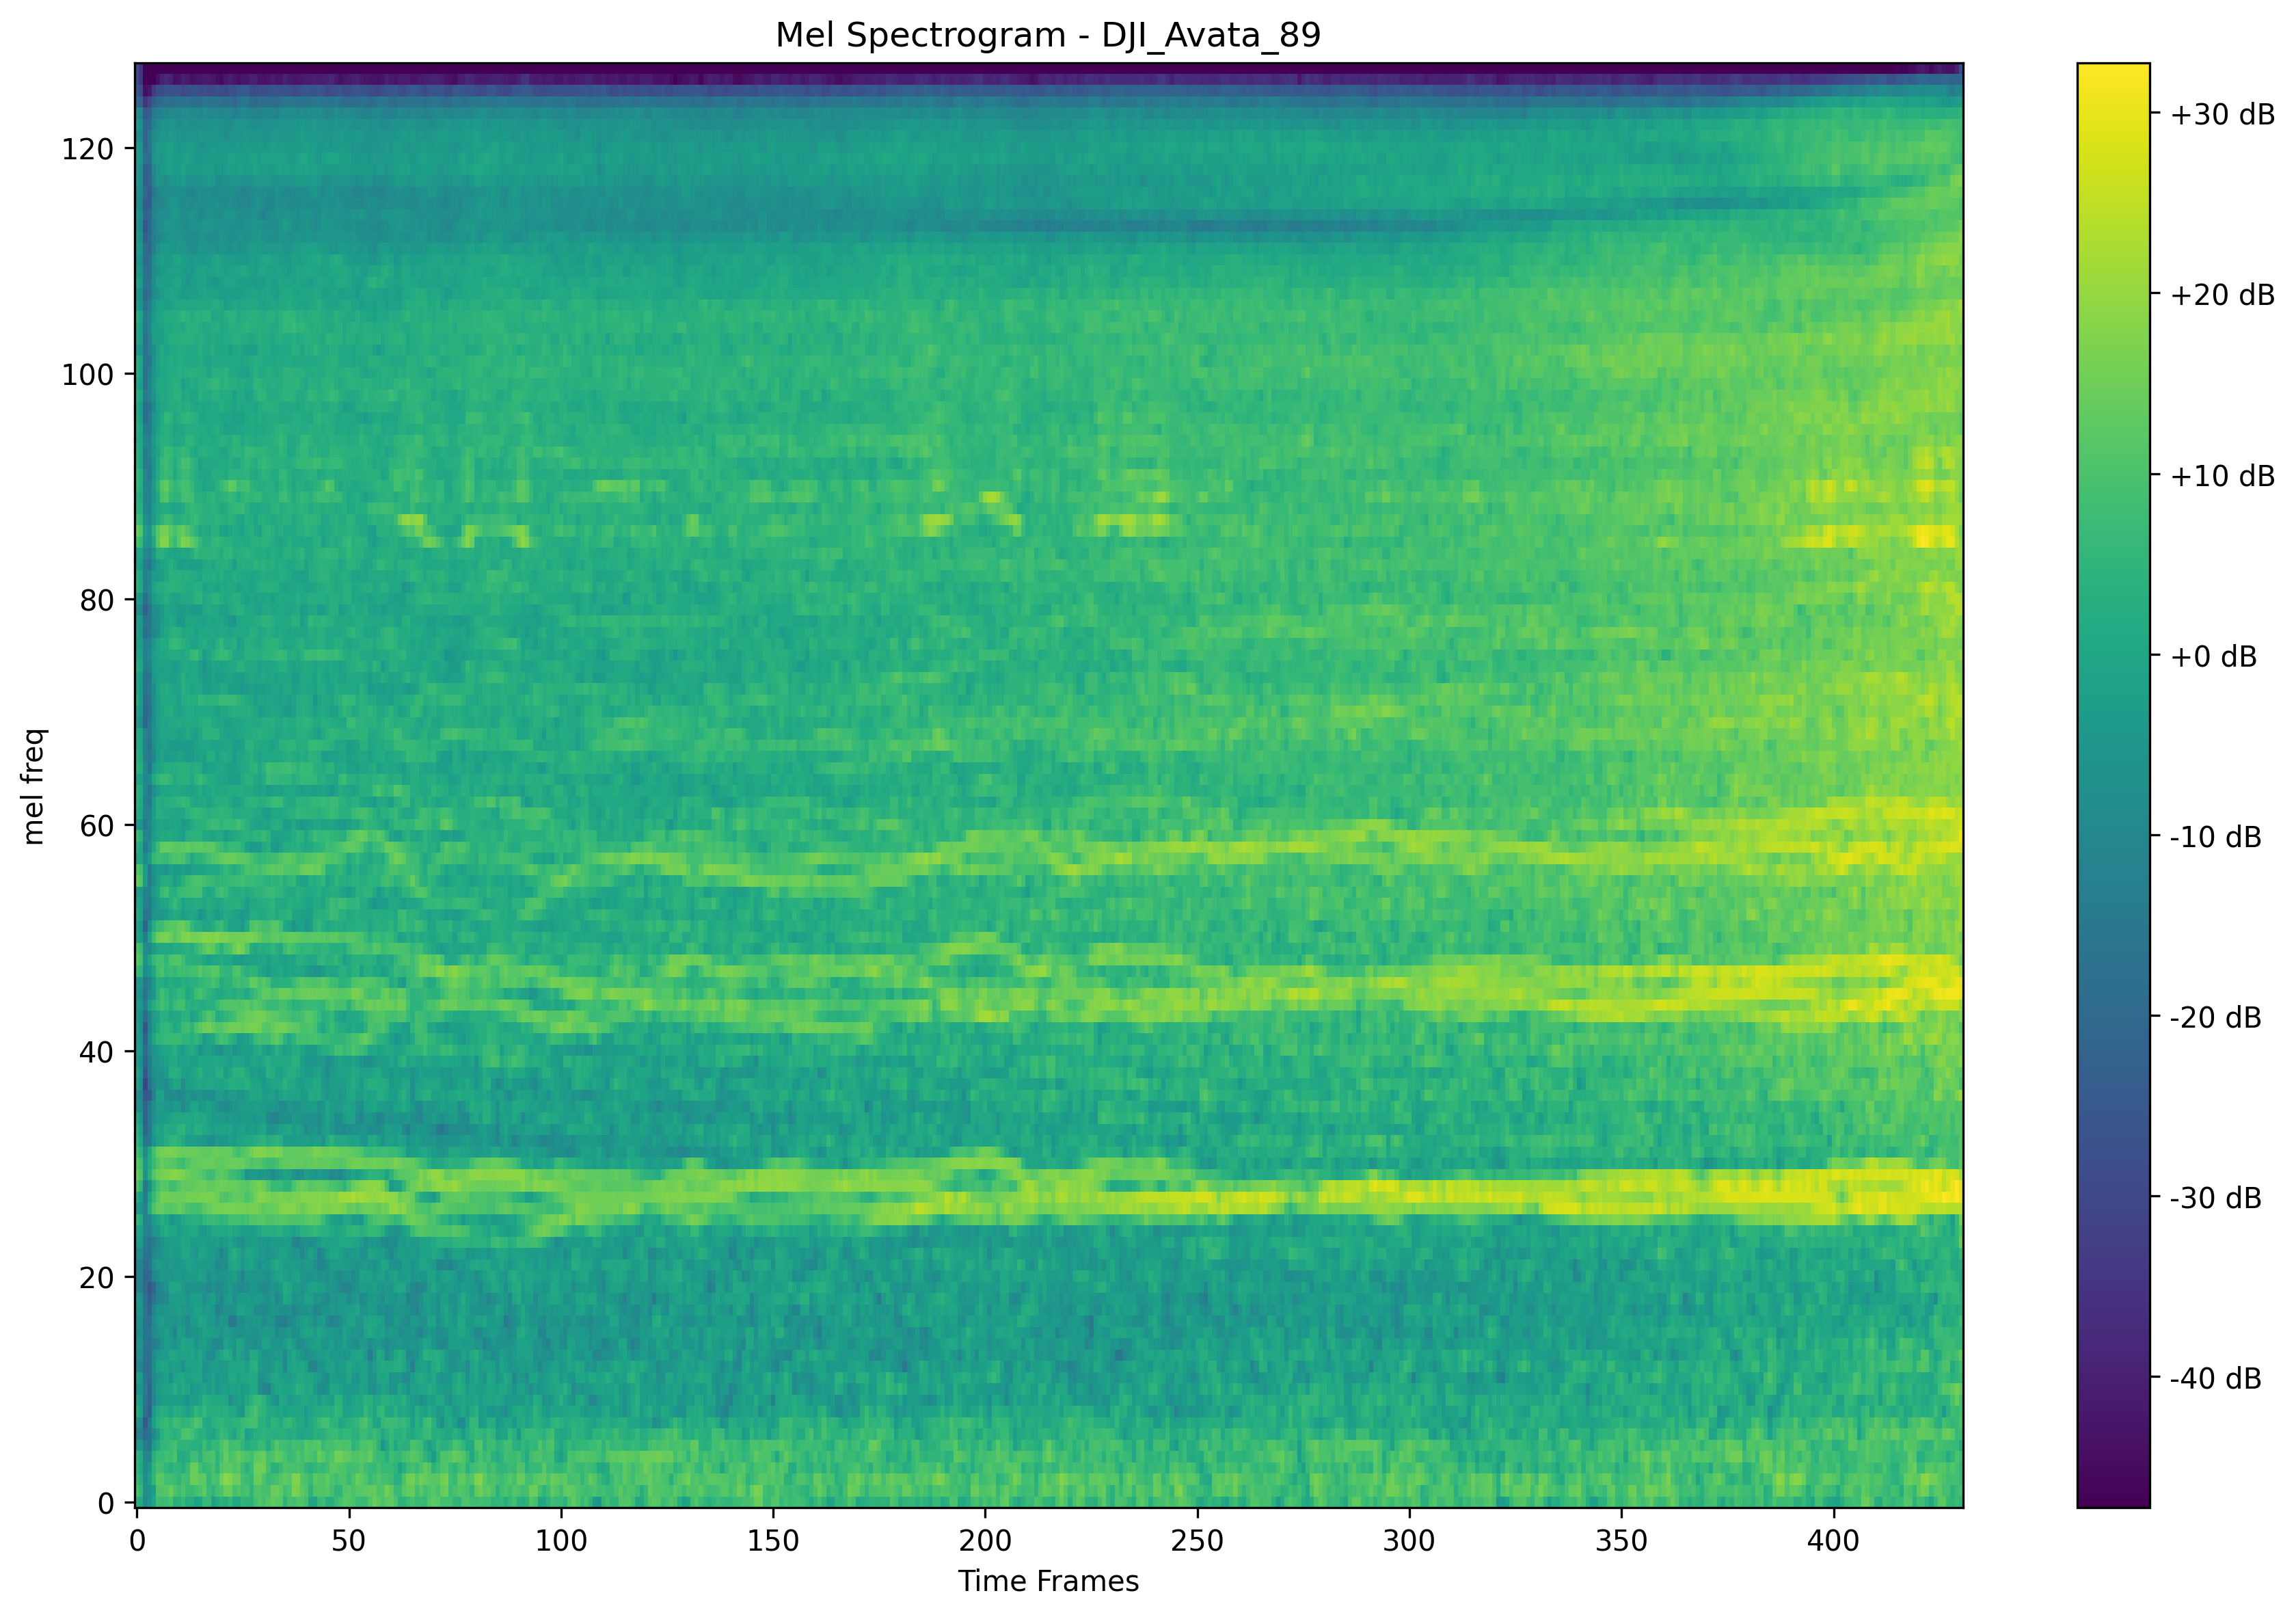 Mel Spectrogram - DJI_Avata_89
mel freq
120
100
80
60
40
20
0
0 50 100 150 200 250 300 350 400
Time Frames
+30 dB
+20 dB
+10 dB
+0 dB
-10 dB
-20 dB
-30 dB
-40 dB